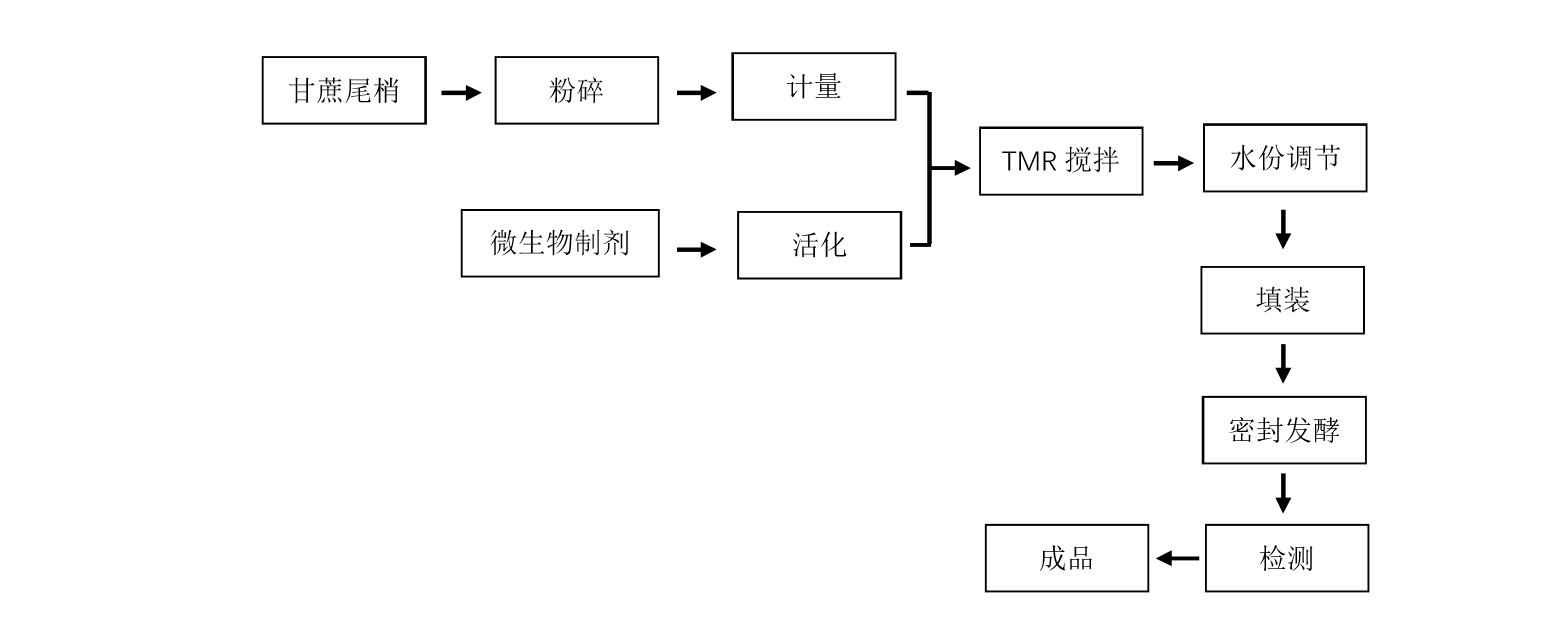 甘蔗尾梢
粉碎
计量
微生物制剂
活化
TMR 搅拌
水份调节
填装
密封发酵
检测
成品